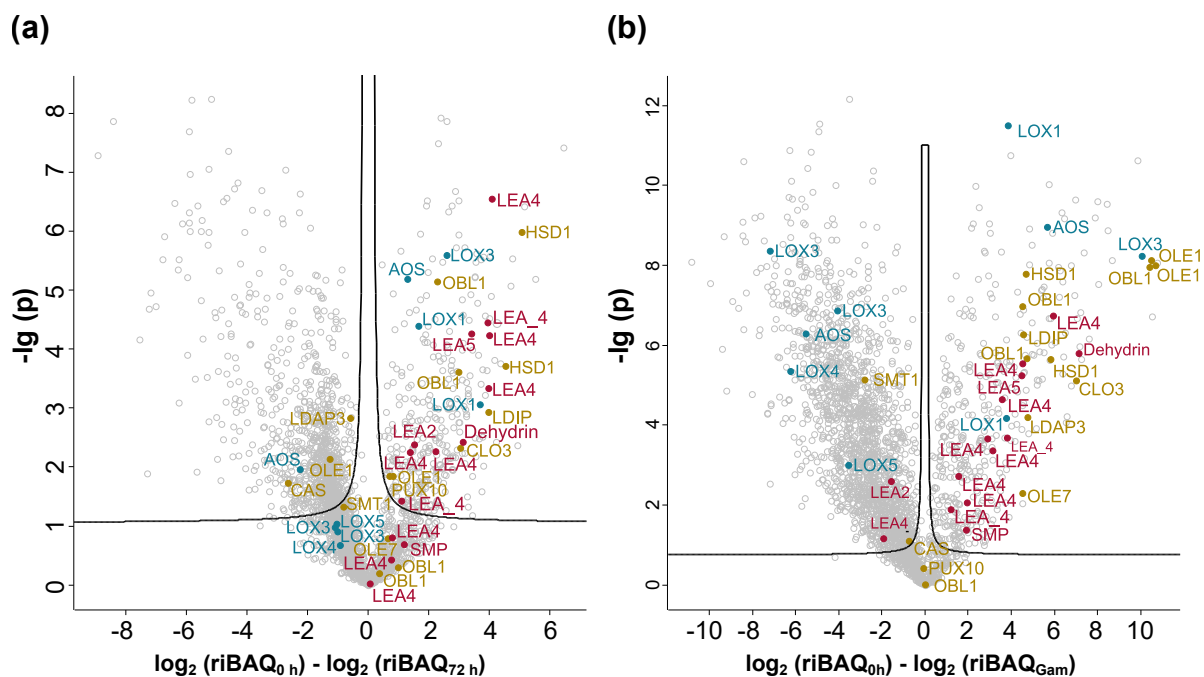 (a)
(b)
8
7
6
5
4
3
2
1
0
-lg (p)
LEA4
HSD1
LOX3
AOS
OBL1
LOX1
LEA_4
LEA4
LEA5
HSD1
OBL1
LEA4
LOX1
LDIP
LDAP3
LEA2
Dehydrin
CLO3
LEA4
LEA4
AOS
OLE1
CAS
OLE1
PUX10
SMT1
LEA_4
LOX5
LOX3
LOX3
LOX4
LEA4
OLE7
SMP
LEA4
OBL1
OBL1
LEA4
-8 -6 -4 -2 0 2 4 6
log2 (riBAQ0 h) - log2 (riBAQ72 h)
12
10
8
6
4
2
0
-lg (p)
LOX1
AOS
LOX3
LOX3
OLE1
OBL1
OLE1
HSD1
OBL1
LOX3
LEA4
AOS
LDIP
Dehydrin
OBL1
HSD1
LOX4
LEA4
SMT1
LEA5
CLO3
LEA4
LOX1
LDAP3
LEA_4
LEA4
LEA4
LOX5
LEA4
LEA2
OLE7
LEA4
LEA_4
SMP
LEA4
CAS
PUX10
OBL1
-10 -8 -6 -4 -2 0 2 4 6 8 10
log2 (riBAQ0h) - log2 (riBAQGam)